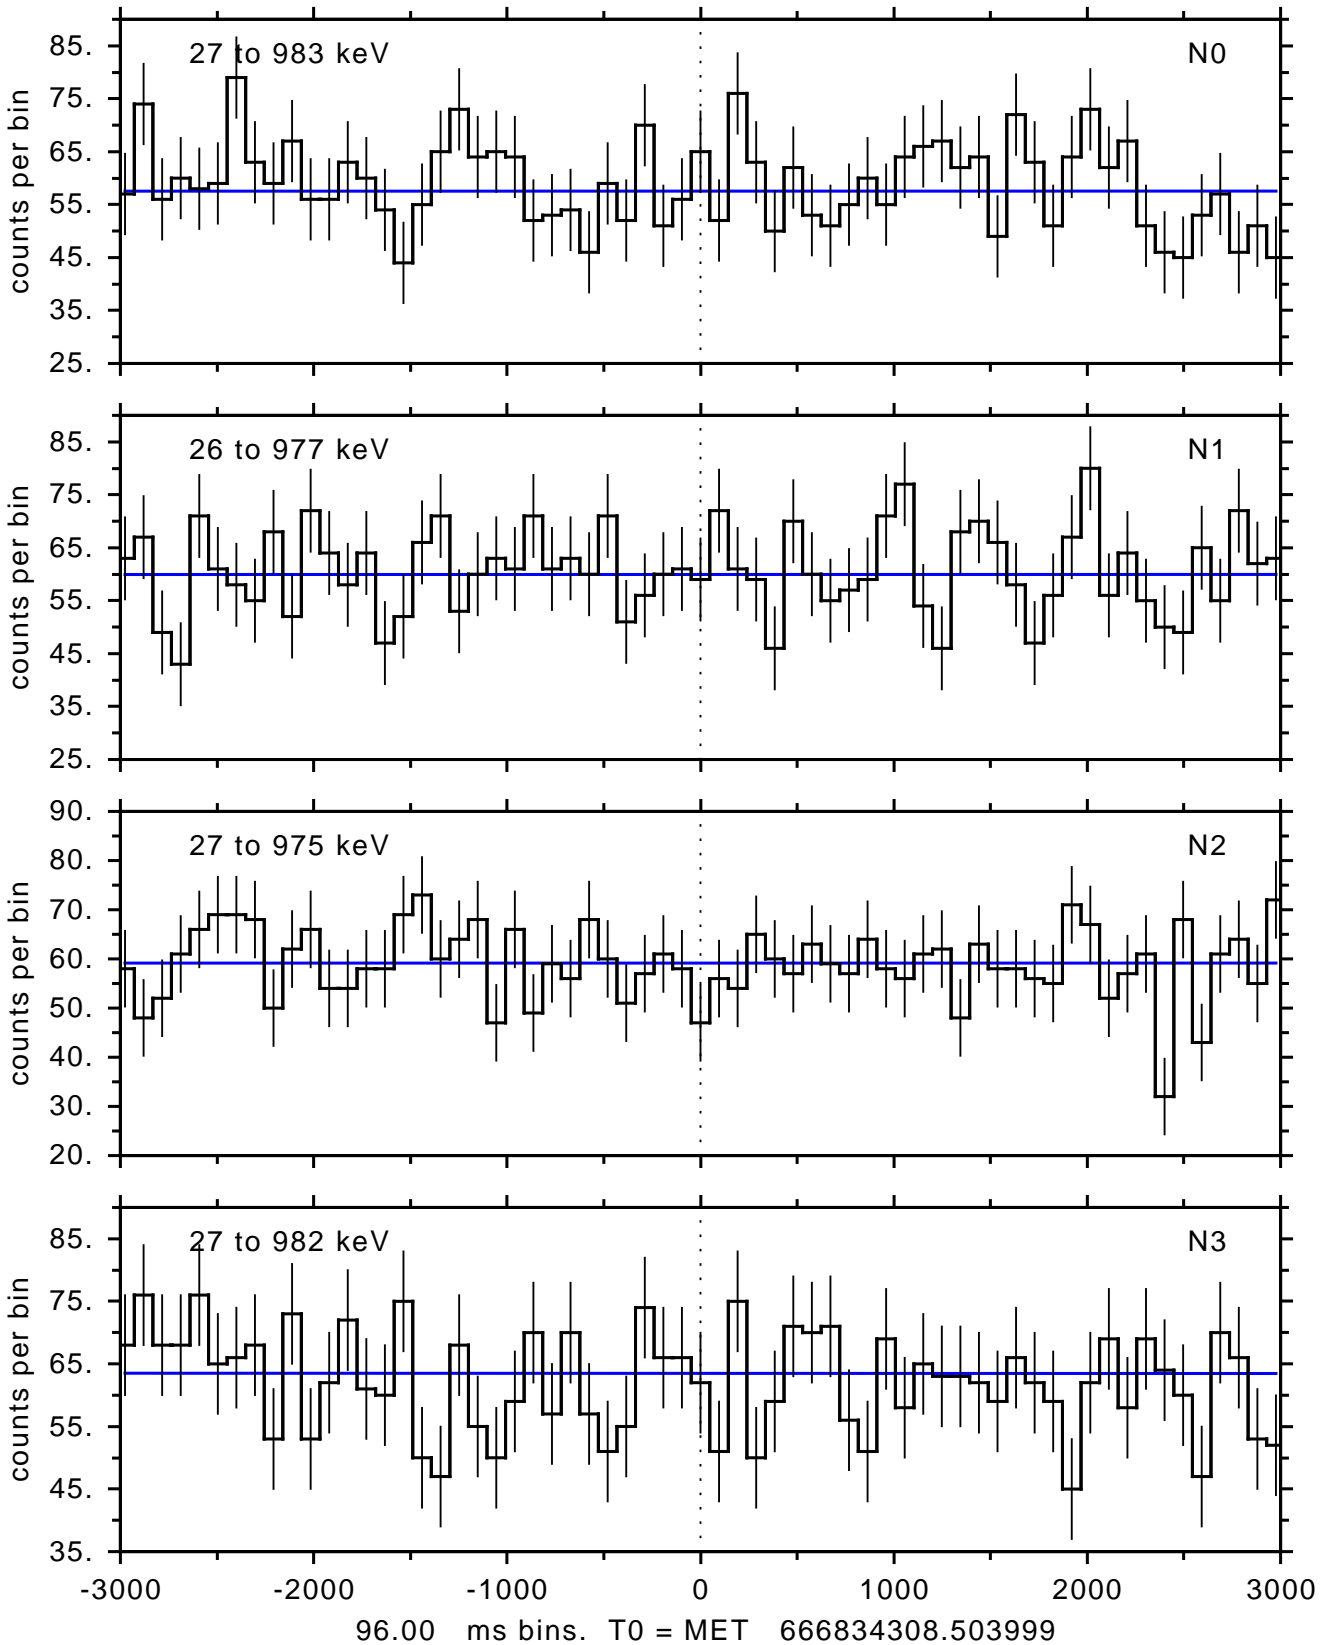 27 to 983 keV N0
85.
75.
65.
55.
45.
35.
25.
counts per bin
26 to 977 keV N1
85.
75.
65.
55.
45.
35.
25.
counts per bin
27 to 975 keV N2
90.
80.
70.
60.
50.
40.
30.
20.
counts per bin
27 to 982 keV N3
85.
75.
65.
55.
45.
35.
counts per bin
-3000 -2000 -1000 0 1000 2000 3000
96.00 ms bins. T0 = MET 666834308.503999